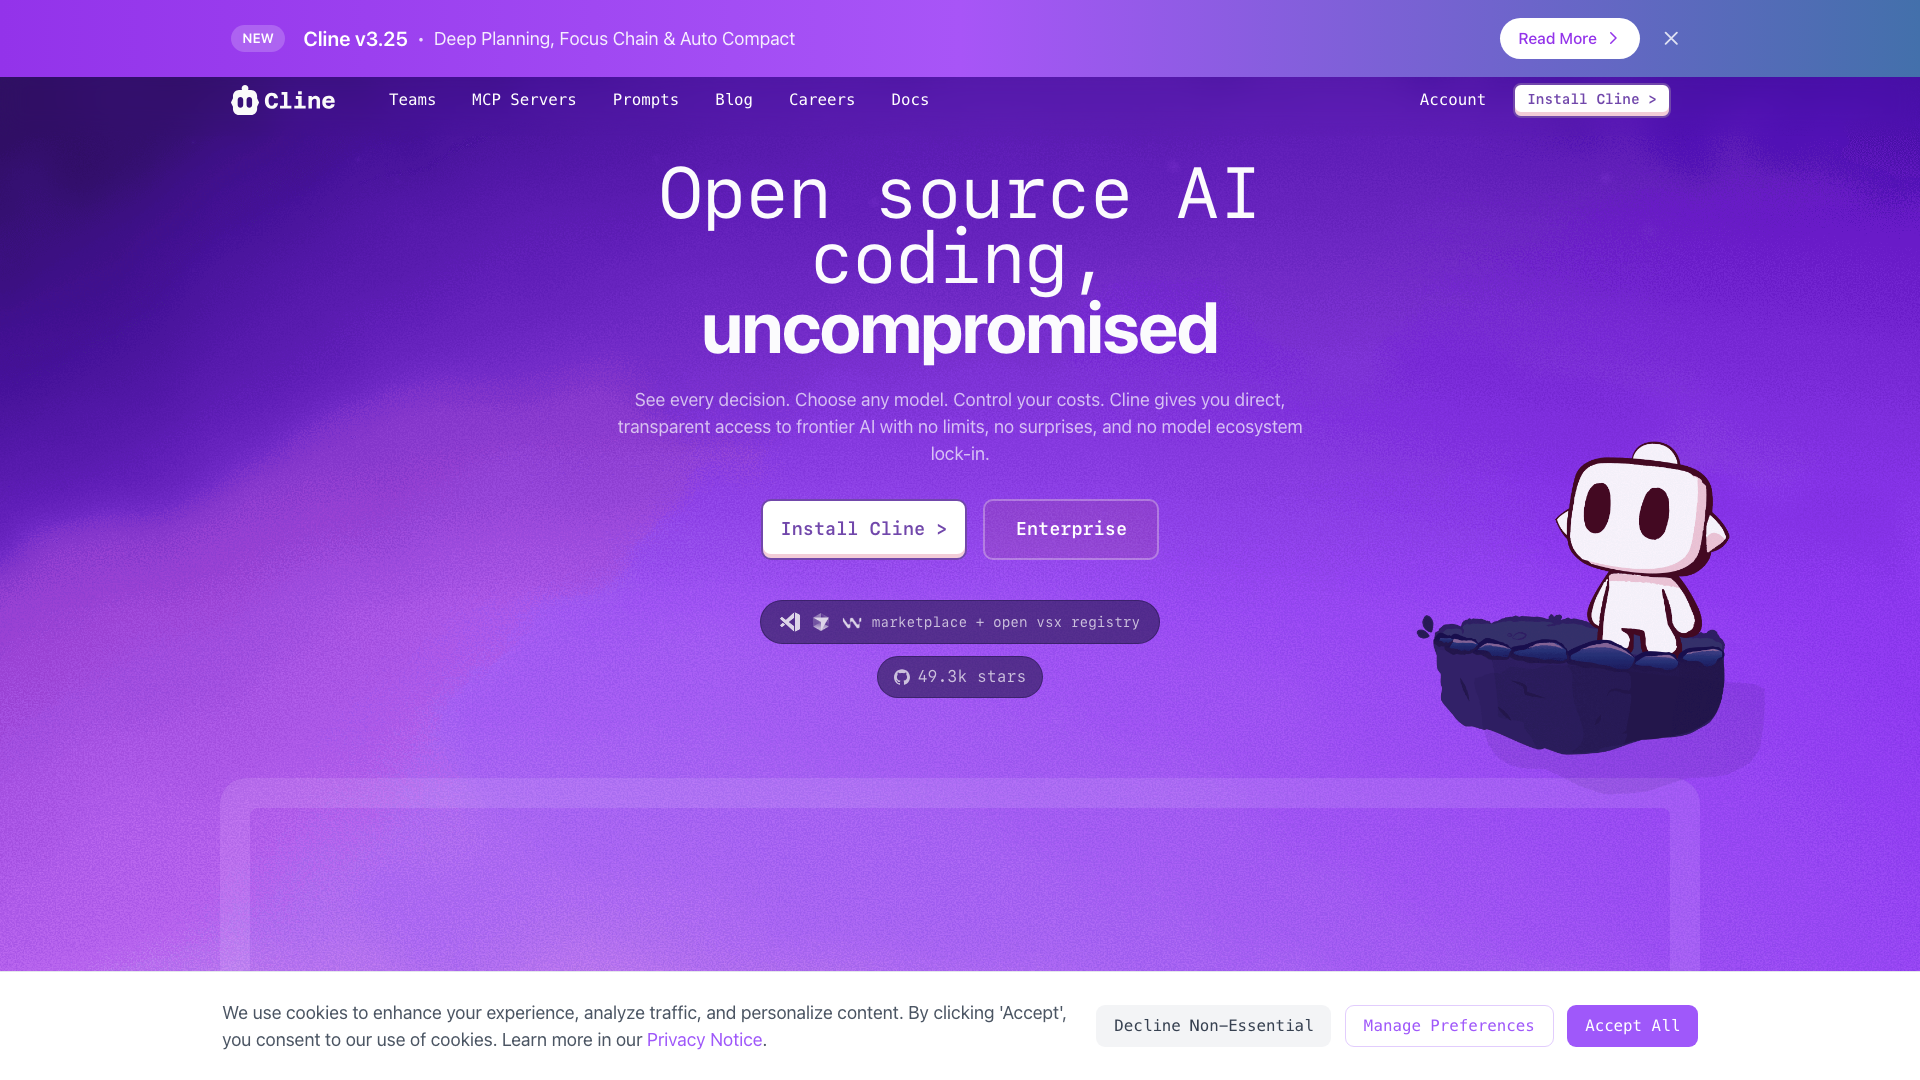 NEW
Cline v3.25 • Deep Planning, Focus Chain & Auto Compact
Read More
Cline
Teams
MCP Servers
Prompts
Blog
Careers
Docs
Account
Install Cline >
Open source AI
coding,
uncompromised
See every decision. Choose any model. Control your costs. Cline gives you direct,
transparent access to frontier AI with no limits, no surprises, and no model ecosystem
lock-in.
Install Cline >
Enterprise
marketplace + open vsx registry
49.3k stars
We use cookies to enhance your experience, analyze traffic, and personalize content. By clicking 'Accept',
you consent to our use of cookies. Learn more in our Privacy Notice.
Decline Non-Essential
Manage Preferences
Accept All